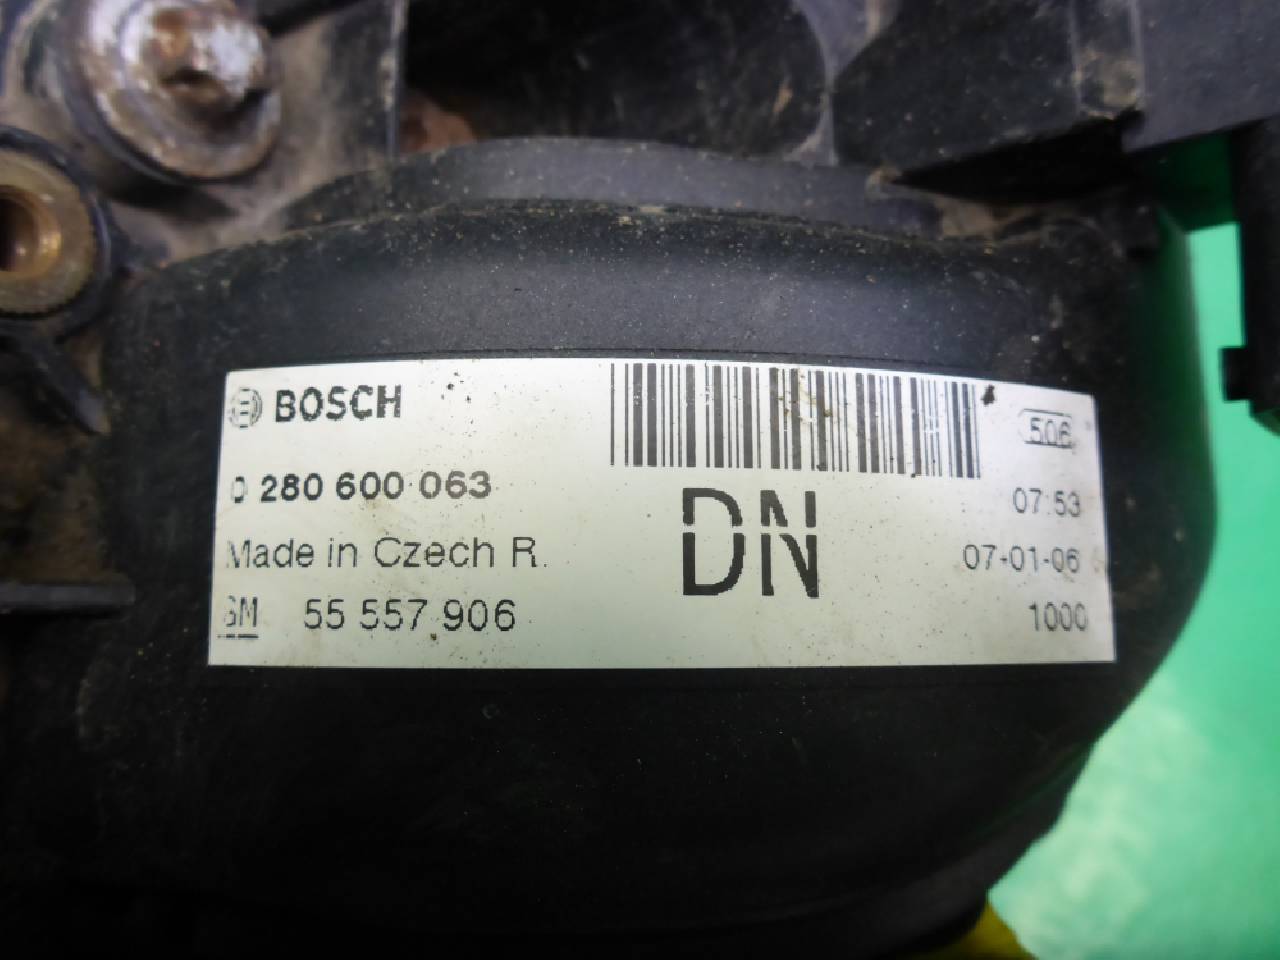 BOSCH
506
0 280 600 063
07:53
DN
Made in Czech R.
07-01-06
GM 55 557 906
1000